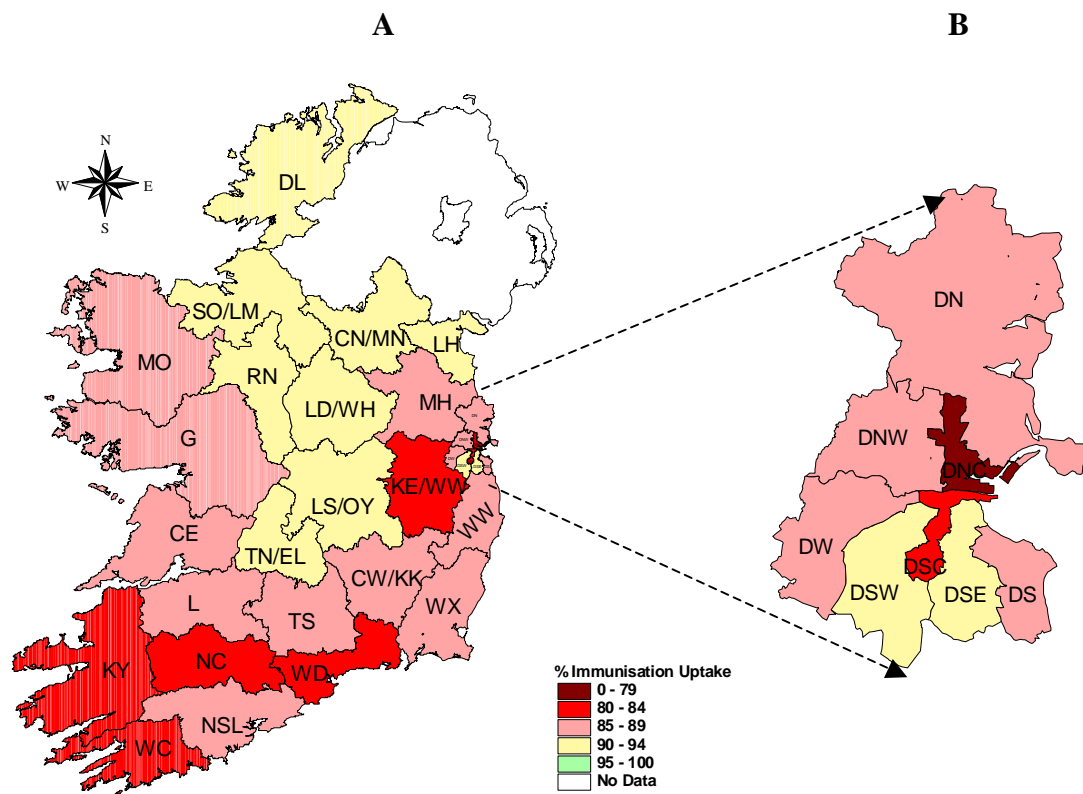 A
B
N
W E
S
DL
SO/LM
CN/MN
LH
MO
RN
LD/WH
MH
G
KE/WW
LS/OY
WW
CE
TN/EL
CW/KK
L
TS
WX
KY
NC
WD
NSL
WC
DN
DNW
DNC
DW
DSC
DSW
DSE
DS
% Immunisation Uptake
0 - 79
80 - 84
85 - 89
90 - 94
95 - 100
No Data